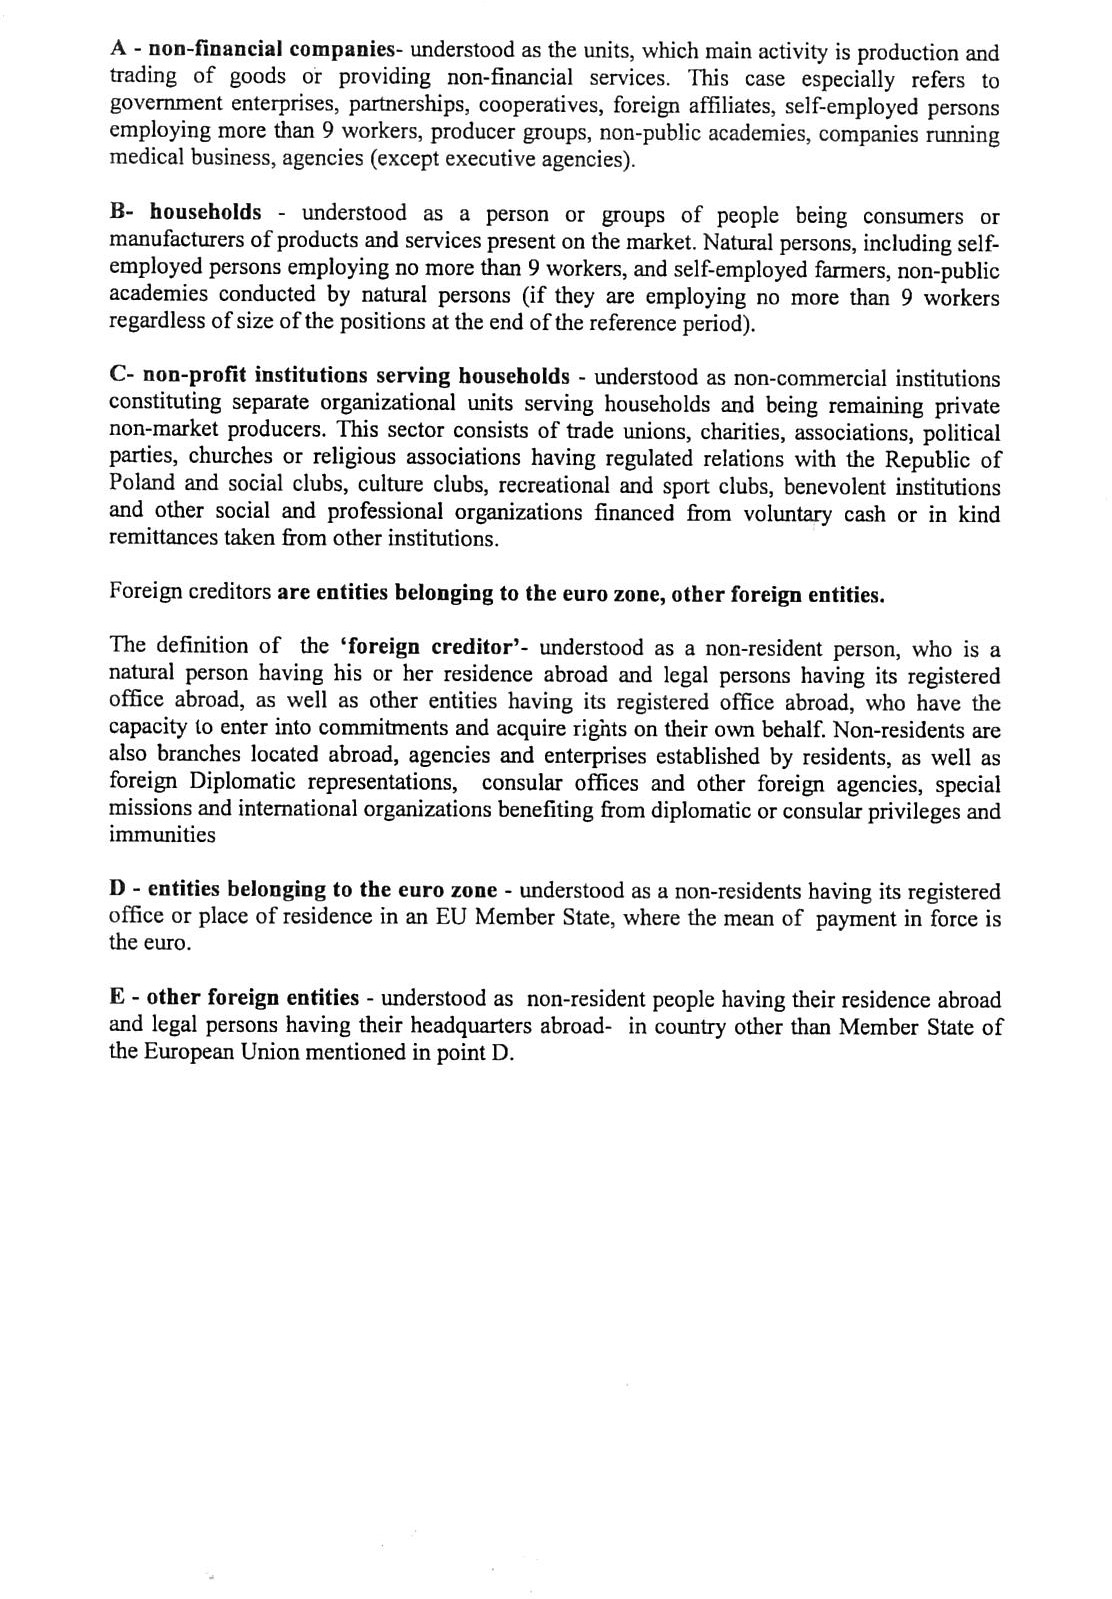 A - non-financial companies- understood as the units, which main activity is production and
trading of goods or providing non-financial services. This case especially refers to
government enterprises, partnerships, cooperatives, foreign affiliates, self-employed persons
employing more than 9 workers, producer groups, non-public academies, companies running
medical business, agencies (except executive agencies).
B- households - understood as a person or groups of people being consumers or
manufacturers of products and services present on the market. Natural persons, including self-
employed persons employing no more than 9 workers, and self-employed farmers, non-public
academies conducted by natural persons (if they are employing no more than 9 workers
regardless of size of the positions at the end of the reference period).
C- non-profit institutions serving households - understood as non-commercial institutions
constituting separate organizational units serving households and being remaining private
non-market producers. This sector consists of trade unions, charities, associations, political
parties, churches or religious associations having regulated relations with the Republic of
Poland and social clubs, culture clubs, recreational and sport clubs, benevolent institutions
and other social and professional organizations financed from voluntary cash or in kind
remittances taken from other institutions.
Foreign creditors are entities belonging to the euro zone, other foreign entities.
The definition of the ‘foreign creditor’- understood as a non-resident person, who is a
natural person having his or her residence abroad and legal persons having its registered
office abroad, as well as other entities having its registered office abroad, who have the
capacity to enter into commitments and acquire rights on their own behalf. Non-residents are
also branches located abroad, agencies and enterprises established by residents, as well as
foreign Diplomatic representations, consular offices and other foreign agencies, special
missions and international organizations benefiting from diplomatic or consular privileges and
immunities
D - entities belonging to the euro zone - understood as a non-residents having its registered
office or place of residence in an EU Member State, where the mean of payment in force is
the euro.
E - other foreign entities - understood as non-resident people having their residence abroad
and legal persons having their headquarters abroad- in country other than Member State of
the European Union mentioned in point D.